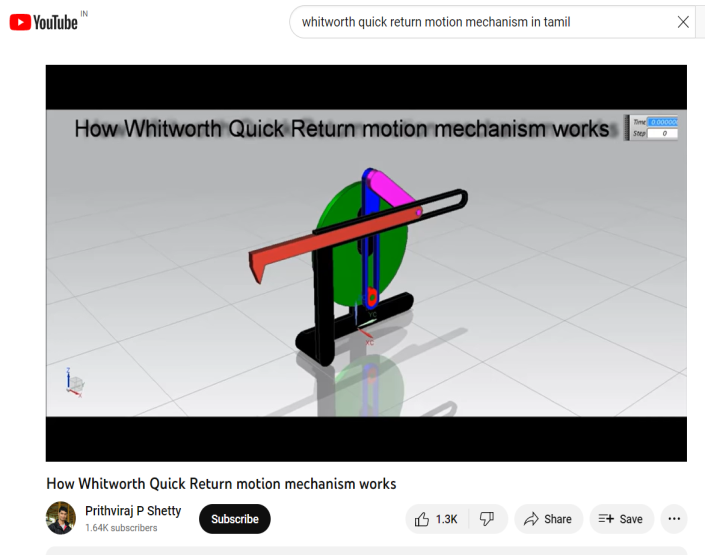 YouTube IN
whitworth quick return motion mechanism in tamil
How Whitworth Quick Return motion mechanism works
Time 0.00000
Step 0
YC
XC
Z
X
How Whitworth Quick Return motion mechanism works
Prithviraj P Shetty
1.64K subscribers
Subscribe
1.3K
Share
Save